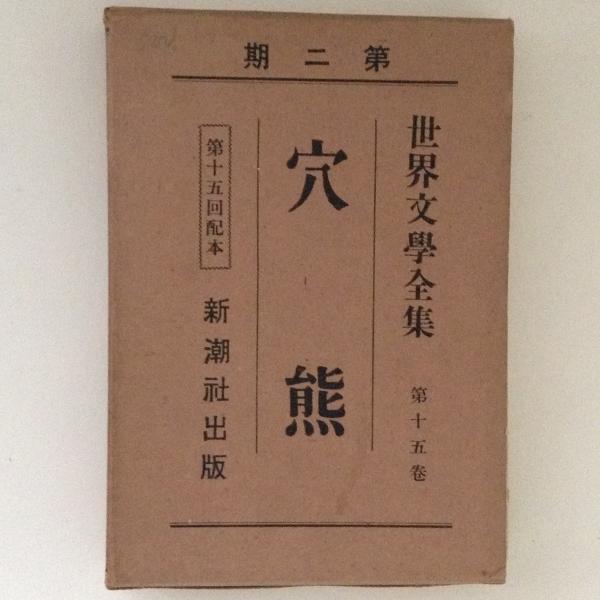 第二期
世界文學全集
第十五卷
穴熊
第十五回配本
新潮社出版